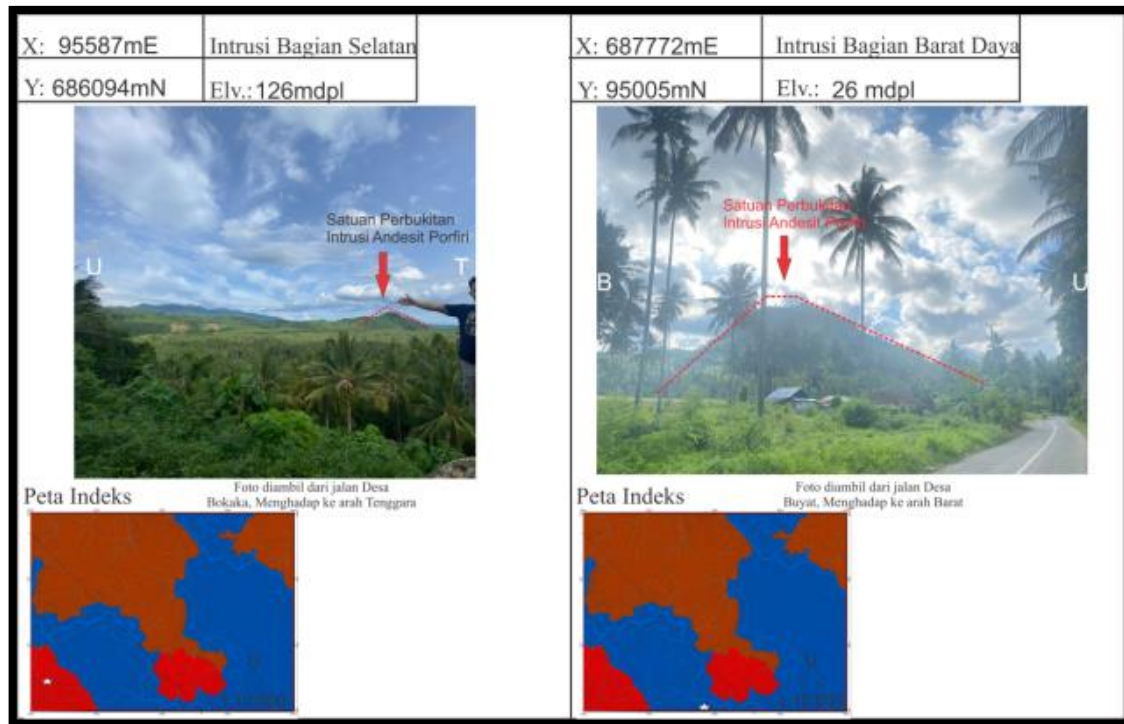 X: 95587mE
Intrusi Bagian Selatan
Y: 686094mN
Elv.: 126mdpl
Satuan Perbukitan
Intrusi Andesit Porfiri
U
T
Foto diambil dari jalan Desa
Bokaka, Menghadap ke arah Tenggara
Peta Indeks
U
X: 687772mE
Intrusi Bagian Barat Daya
Y: 95005mN
Elv.: 26 mdpl
Satuan Perbukitan
Intrusi Andesit
B
U
Foto diambil dari jalan Desa
Buyat, Menghadap ke arah Barat
Peta Indeks
U